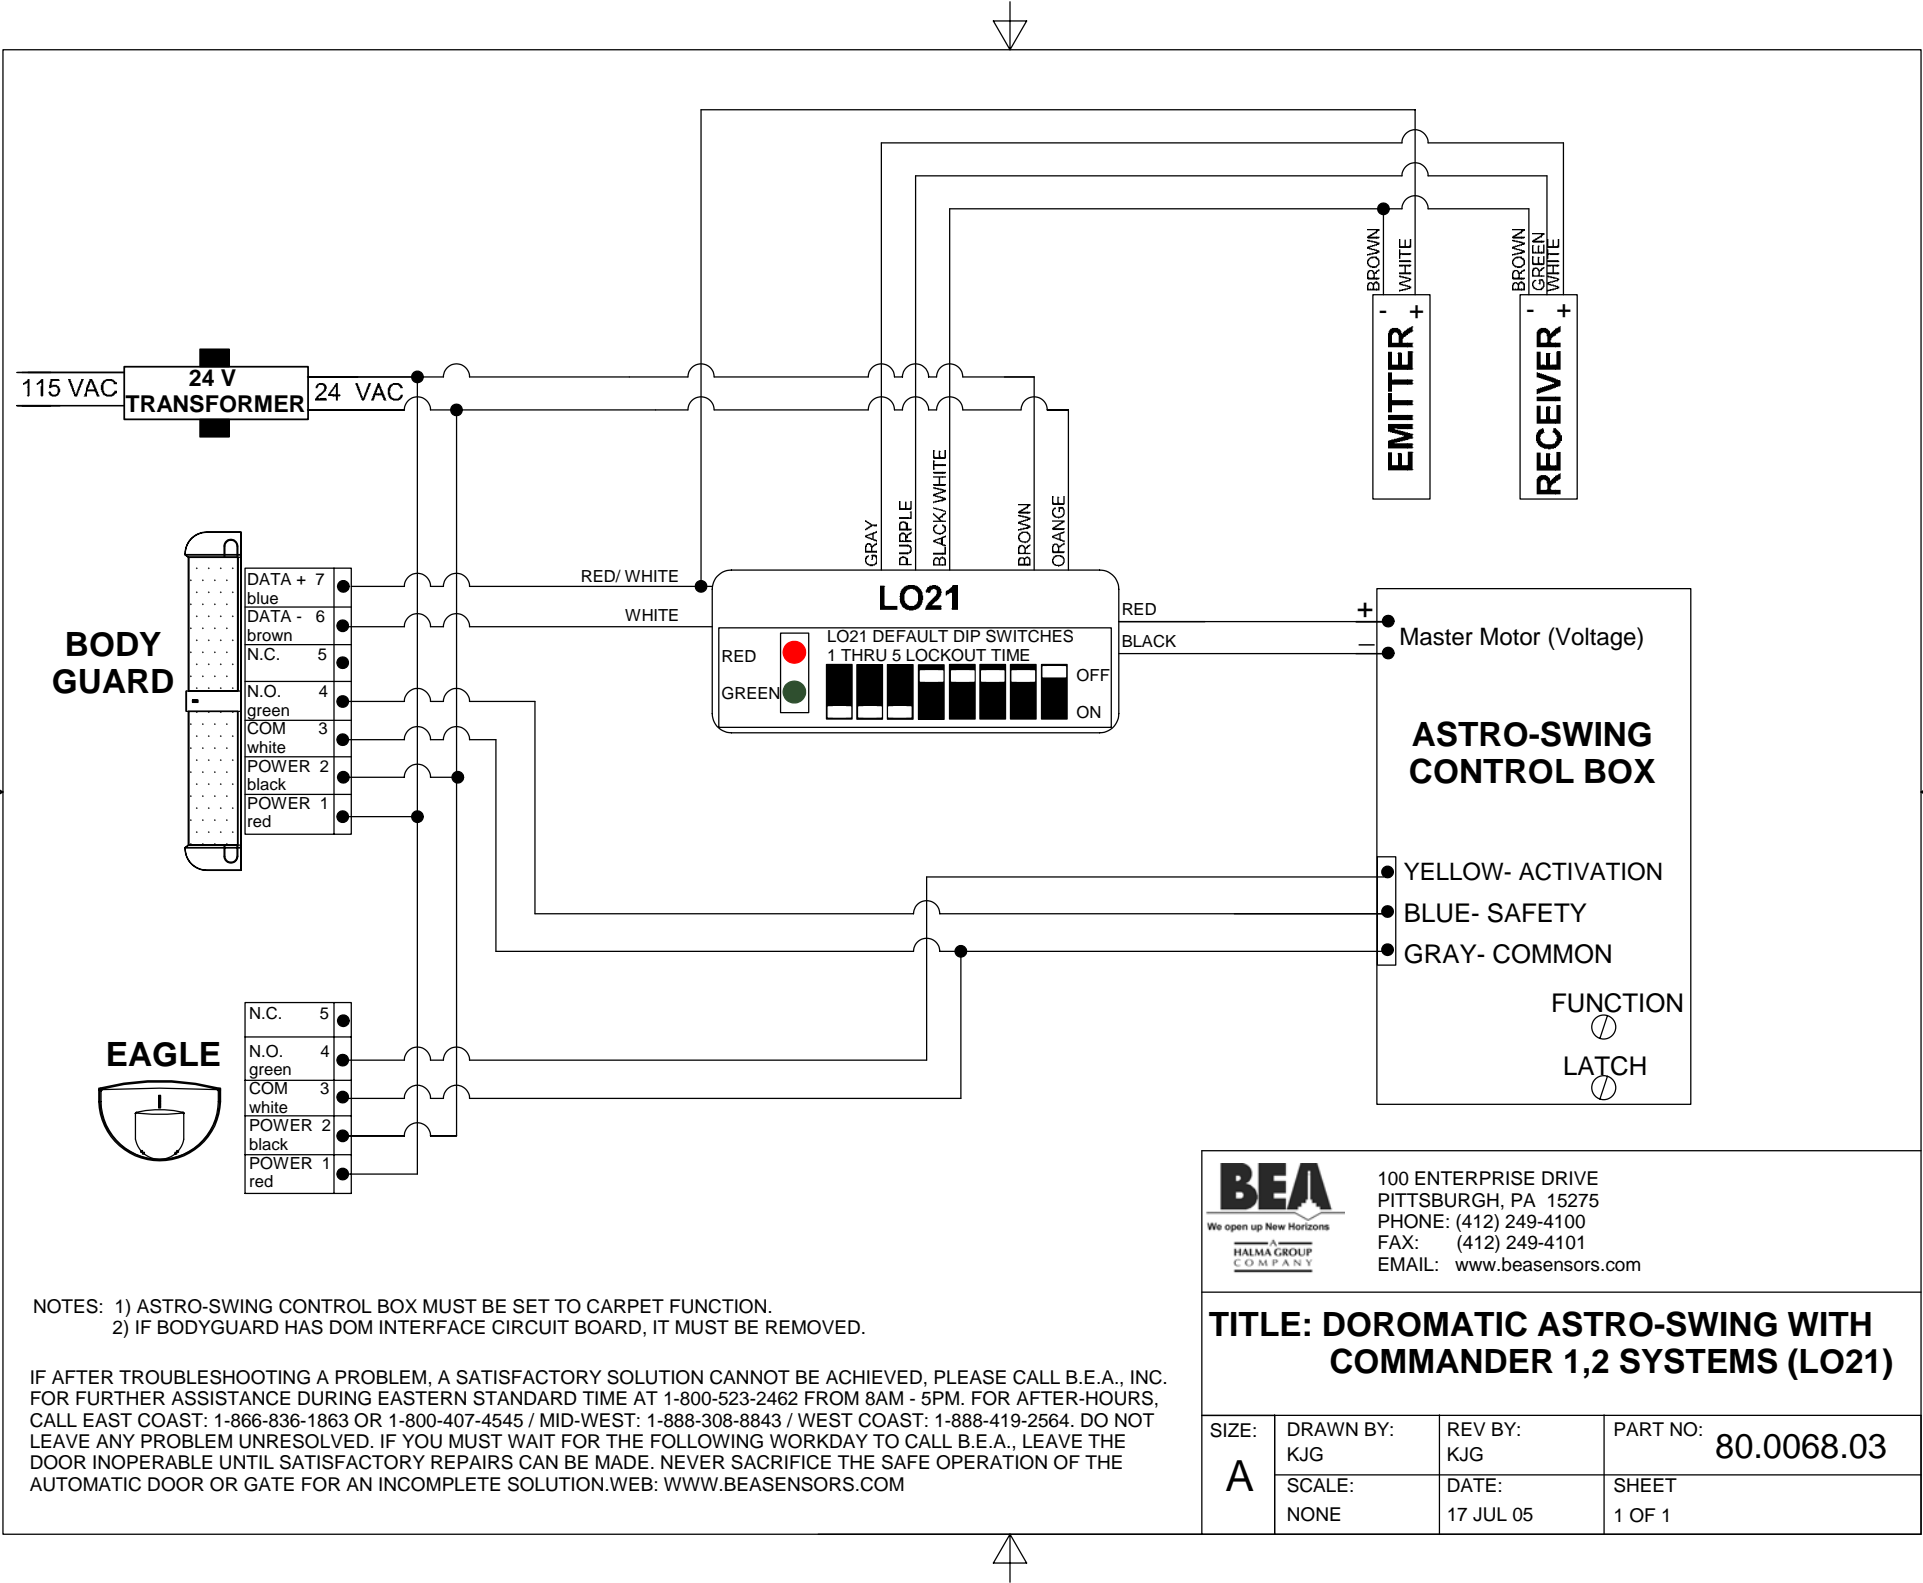 BROWN
WHITE
BROWN
GREEN
WHITE
- +
- +
EMITTER
RECEIVER
115 VAC
24 V
TRANSFORMER
24 VAC
GRAY
PURPLE
BLACK/ WHITE
BROWN
ORANGE
BODY
GUARD
DATA + 7
blue
DATA - 6
brown
N.C. 5
N.O. 4
green
COM 3
white
POWER 2
black
POWER 1
red
RED/ WHITE
WHITE
LO21
LO21 DEFAULT DIP SWITCHES
1 THRU 5 LOCKOUT TIME
RED
GREEN
OFF
ON
RED
BLACK
+
–
Master Motor (Voltage)
ASTRO-SWING
CONTROL BOX
YELLOW- ACTIVATION
BLUE- SAFETY
GRAY- COMMON
FUNCTION
LATCH
EAGLE
N.C. 5
N.O. 4
green
COM 3
white
POWER 2
black
POWER 1
red
NOTES: 1) ASTRO-SWING CONTROL BOX MUST BE SET TO CARPET FUNCTION.
2) IF BODYGUARD HAS DOM INTERFACE CIRCUIT BOARD, IT MUST BE REMOVED.
IF AFTER TROUBLESHOOTING A PROBLEM, A SATISFACTORY SOLUTION CANNOT BE ACHIEVED, PLEASE CALL B.E.A., INC.
FOR FURTHER ASSISTANCE DURING EASTERN STANDARD TIME AT 1-800-523-2462 FROM 8AM - 5PM. FOR AFTER-HOURS,
CALL EAST COAST: 1-866-836-1863 OR 1-800-407-4545 / MID-WEST: 1-888-308-8843 / WEST COAST: 1-888-419-2564. DO NOT
LEAVE ANY PROBLEM UNRESOLVED. IF YOU MUST WAIT FOR THE FOLLOWING WORKDAY TO CALL B.E.A., LEAVE THE
DOOR INOPERABLE UNTIL SATISFACTORY REPAIRS CAN BE MADE. NEVER SACRIFICE THE SAFE OPERATION OF THE
AUTOMATIC DOOR OR GATE FOR AN INCOMPLETE SOLUTION.WEB: WWW.BEASENSORS.COM
BEA
We open up New Horizons
A
HALMA GROUP
COMPANY
100 ENTERPRISE DRIVE
PITTSBURGH, PA 15275
PHONE: (412) 249-4100
FAX: (412) 249-4101
EMAIL: www.beasensors.com
TITLE: DOROMATIC ASTRO-SWING WITH
COMMANDER 1,2 SYSTEMS (LO21)
SIZE:
A
DRAWN BY:
KJG
REV BY:
KJG
PART NO: 80.0068.03
SCALE:
NONE
DATE:
17 JUL 05
SHEET
1 OF 1